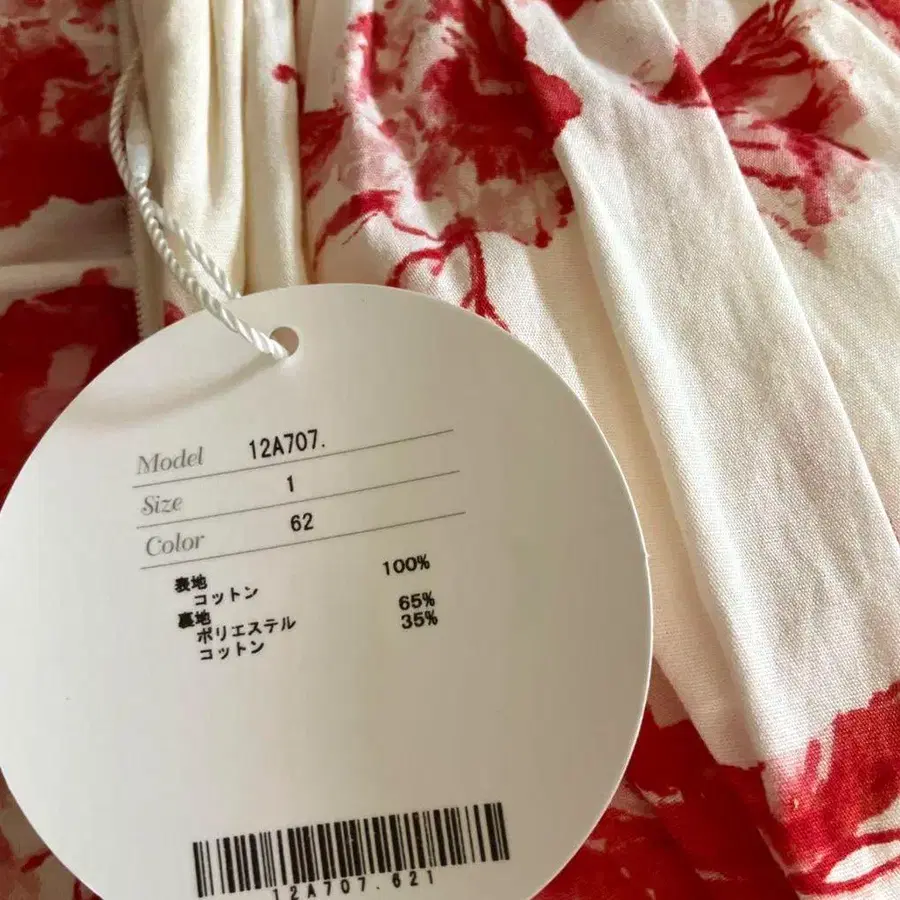 Model 12A707.
Size 1
Color 62
表地
コットン 100%
裏地
ポリエステル 65%
コットン 35%
12A707.621